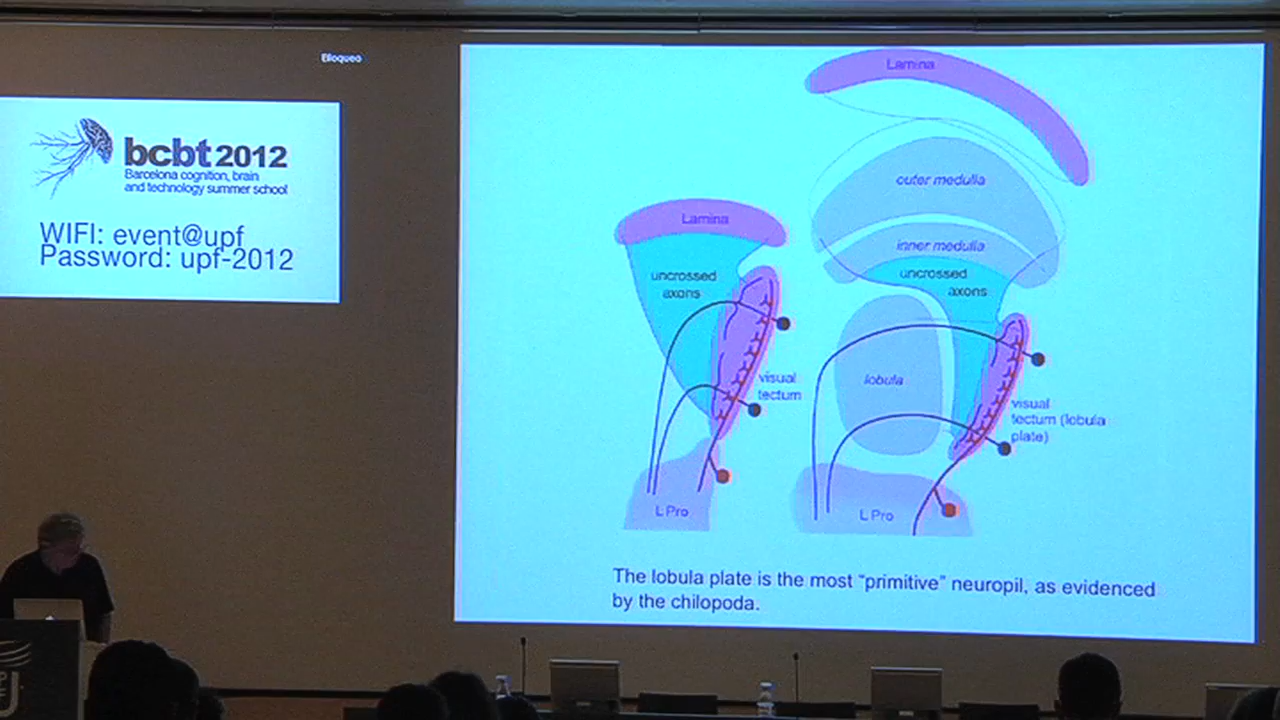 Bloqueo
bcbt 2012
Barcelona cognition, brain
and technology summer school
WIFI: event@upf
Password: upf-2012
Lamina
uncrossed
axons
visual
tectum
L Pro
Lamina
outer medulla
inner medulla
uncrossed
axons
lobula
visual
tectum (lobula
plate)
L Pro
The lobula plate is the most “primitive” neuropil, as evidenced
by the chilopoda.